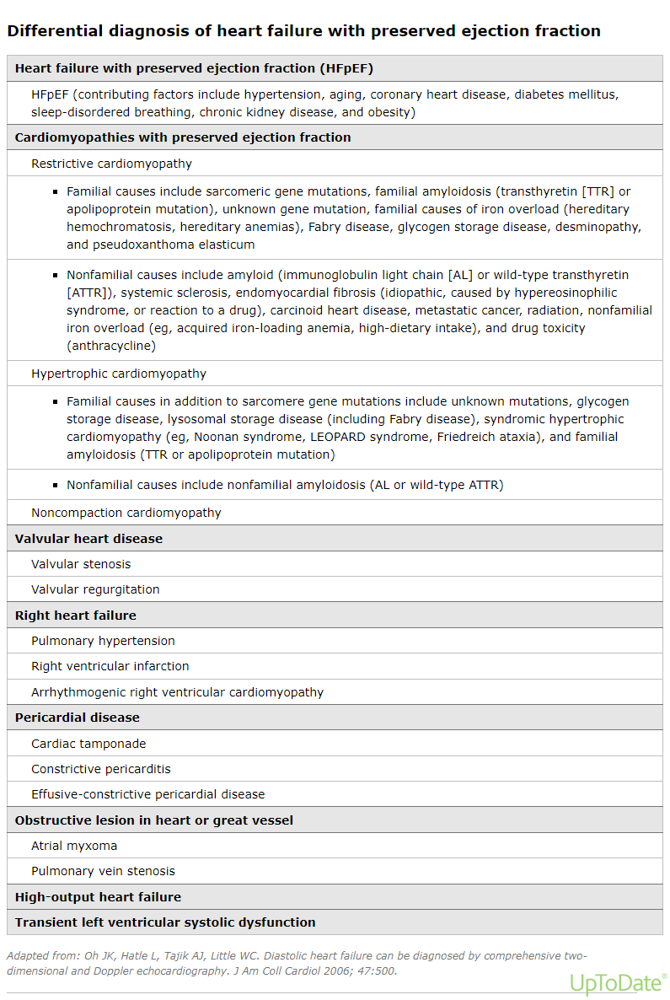 Differential diagnosis of heart failure with preserved ejection fraction
Heart failure with preserved ejection fraction (HFpEF)
HFpEF (contributing factors include hypertension, aging, coronary heart disease, diabetes mellitus,
sleep-disordered breathing, chronic kidney disease, and obesity)
Cardiomyopathies with preserved ejection fraction
Restrictive cardiomyopathy
▪ Familial causes include sarcomeric gene mutations, familial amyloidosis (transthyretin [TTR] or
apolipoprotein mutation), unknown gene mutation, familial causes of iron overload (hereditary
hemochromatosis, hereditary anemias), Fabry disease, glycogen storage disease, desminopathy,
and pseudoxanthoma elasticum
▪ Nonfamilial causes include amyloid (immunoglobulin light chain [AL] or wild-type transthyretin
[ATTR]), systemic sclerosis, endomyocardial fibrosis (idiopathic, caused by hypereosinophilic
syndrome, or reaction to a drug), carcinoid heart disease, metastatic cancer, radiation, nonfamilial
iron overload (eg, acquired iron-loading anemia, high-dietary intake), and drug toxicity
(anthracycline)
Hypertrophic cardiomyopathy
▪ Familial causes in addition to sarcomere gene mutations include unknown mutations, glycogen
storage disease, lysosomal storage disease (including Fabry disease), syndromic hypertrophic
cardiomyopathy (eg, Noonan syndrome, LEOPARD syndrome, Friedreich ataxia), and familial
amyloidosis (TTR or apolipoprotein mutation)
▪ Nonfamilial causes include nonfamilial amyloidosis (AL or wild-type ATTR)
Noncompaction cardiomyopathy
Valvular heart disease
Valvular stenosis
Valvular regurgitation
Right heart failure
Pulmonary hypertension
Right ventricular infarction
Arrhythmogenic right ventricular cardiomyopathy
Pericardial disease
Cardiac tamponade
Constrictive pericarditis
Effusive-constrictive pericardial disease
Obstructive lesion in heart or great vessel
Atrial myxoma
Pulmonary vein stenosis
High-output heart failure
Transient left ventricular systolic dysfunction
Adapted from: Oh JK, Hatle L, Tajik AJ, Little WC. Diastolic heart failure can be diagnosed by comprehensive two-
dimensional and Doppler echocardiography. J Am Coll Cardiol 2006; 47:500.
UpToDate®